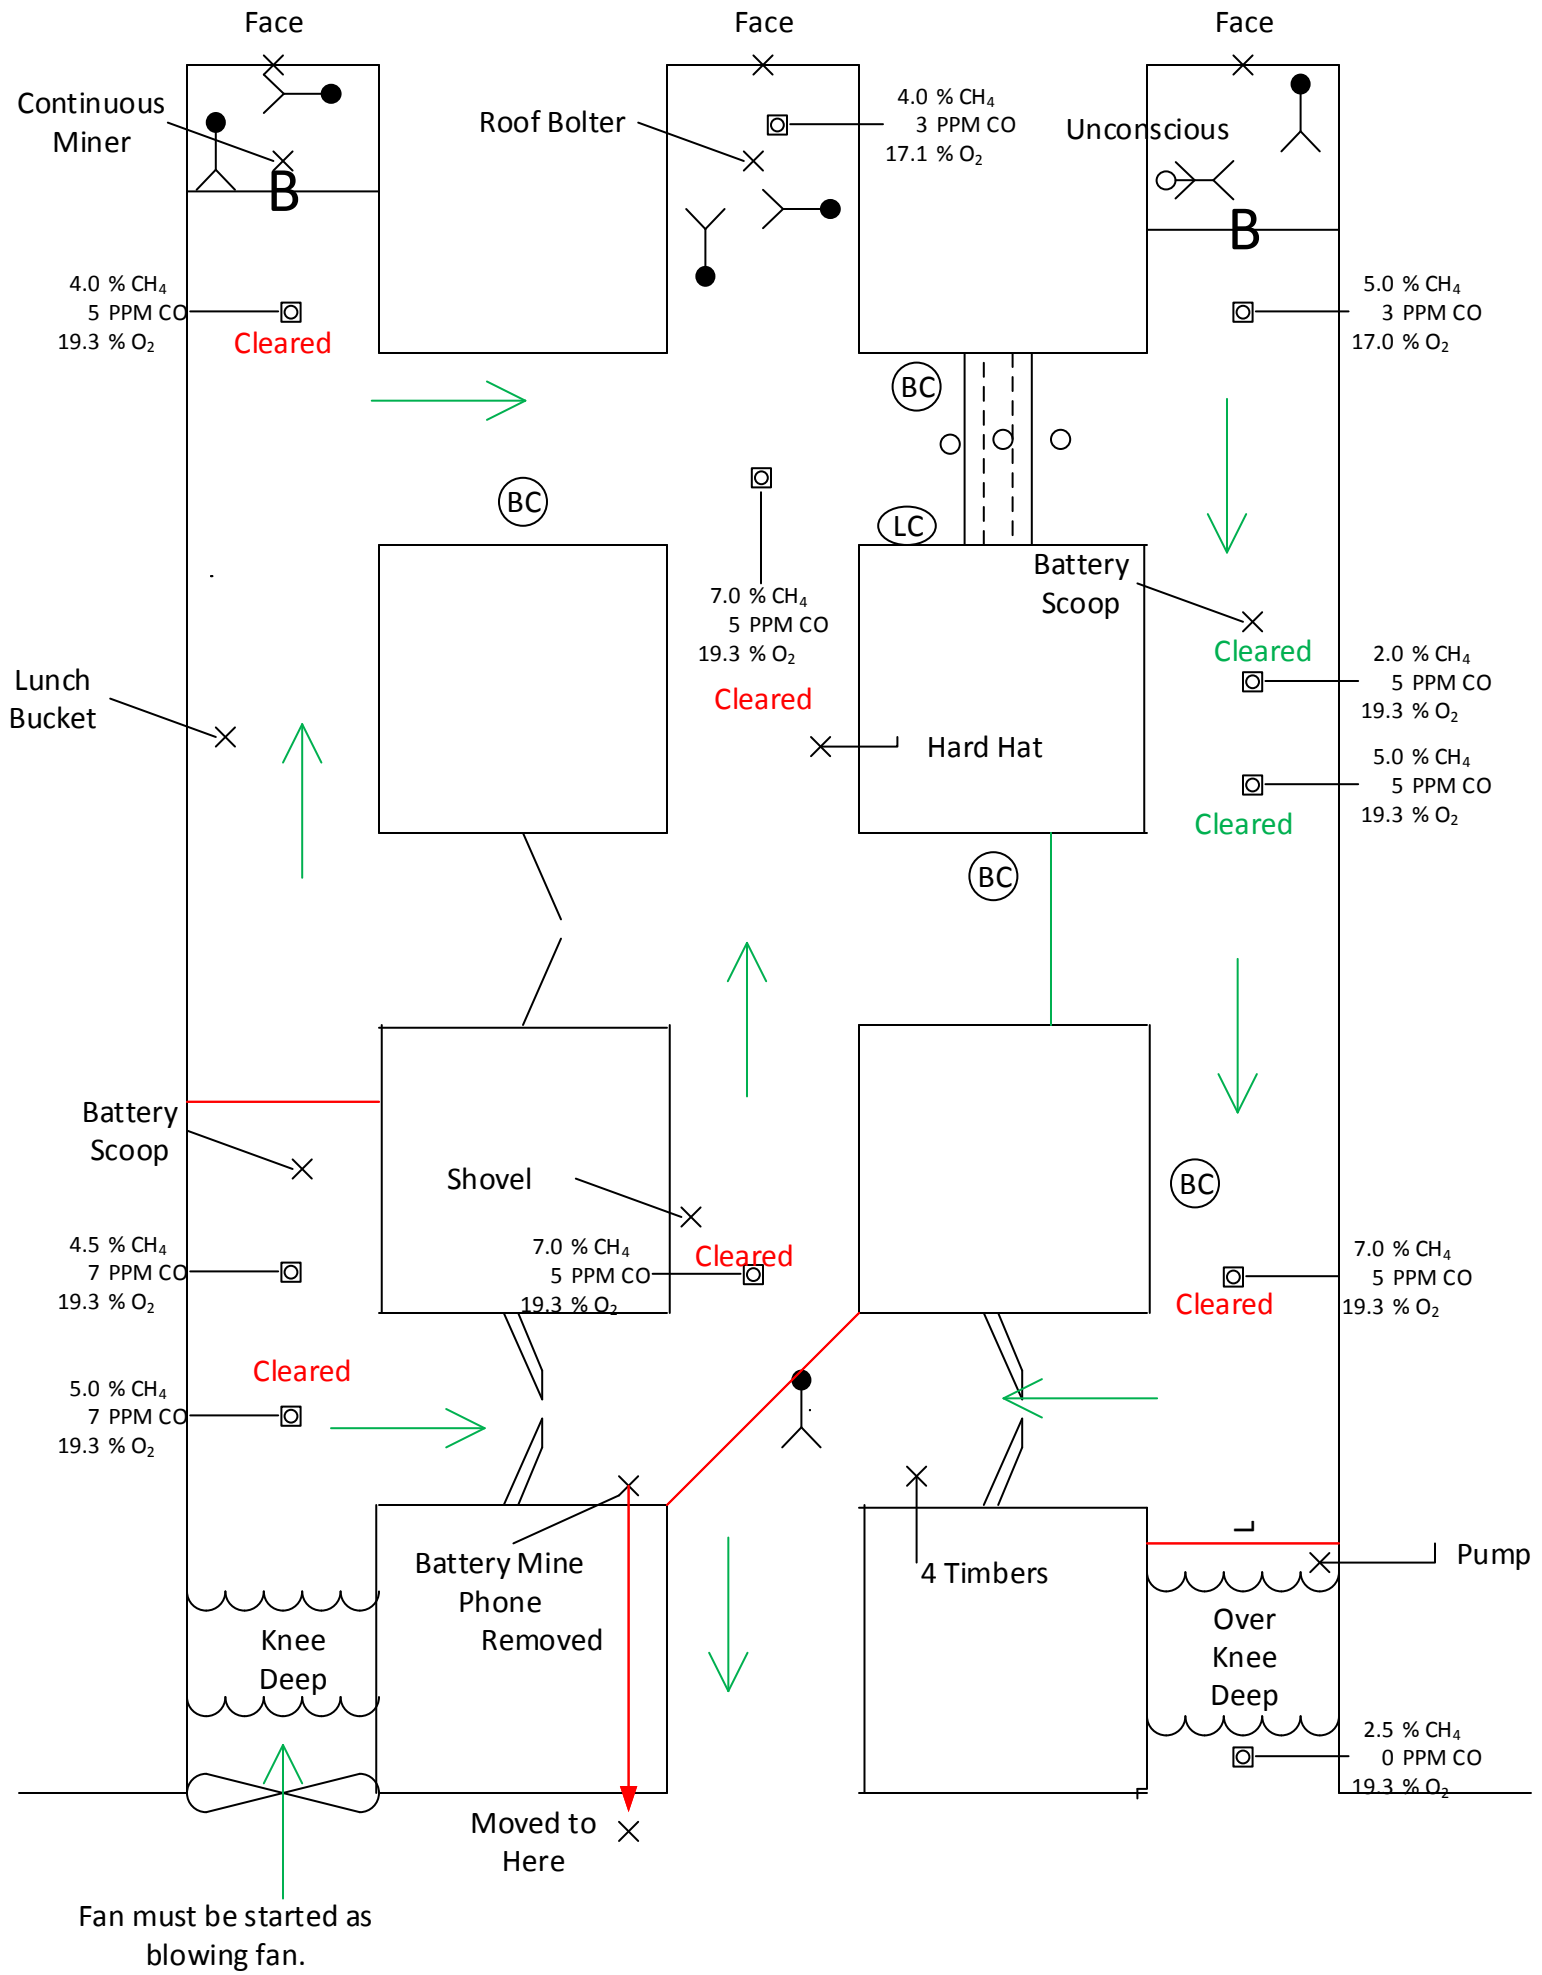 Face
Face
Face
Continuous
Miner
Roof Bolter
4.0 % CH₄
3 PPM CO
17.1 % O₂
Unconscious
B
B
4.0 % CH₄
5 PPM CO
19.3 % O₂
Cleared
5.0 % CH₄
3 PPM CO
17.0 % O₂
BC
BC
LC
Battery
Scoop
7.0 % CH₄
5 PPM CO
19.3 % O₂
Cleared
Cleared
2.0 % CH₄
5 PPM CO
19.3 % O₂
Lunch
Bucket
Hard Hat
5.0 % CH₄
5 PPM CO
19.3 % O₂
Cleared
BC
Battery
Scoop
Shovel
BC
4.5 % CH₄
7 PPM CO
19.3 % O₂
7.0 % CH₄
5 PPM CO
19.3 % O₂
Cleared
7.0 % CH₄
5 PPM CO
19.3 % O₂
Cleared
Cleared
5.0 % CH₄
7 PPM CO
19.3 % O₂
Battery Mine
Phone
Removed
4 Timbers
Pump
Knee
Deep
Over
Knee
Deep
2.5 % CH₄
0 PPM CO
19.3 % O₂
Moved to
Here
Fan must be started as
blowing fan.